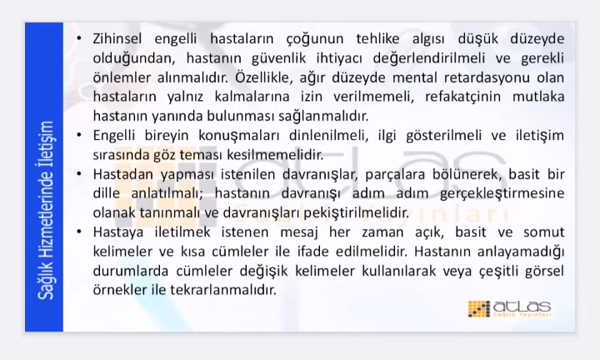 Sağlık Hizmetlerinde İletişim
• Zihinsel engelli hastaların çoğunun tehlike algısı düşük düzeyde
olduğundan, hastanın güvenlik ihtiyacı değerlendirilmeli ve gerekli
önlemler alınmalıdır. Özellikle, ağır düzeyde mental retardasyonu olan
hastaların yalnız kalmalarına izin verilmemeli, refakatçinin mutlaka
hastanın yanında bulunması sağlanmalıdır.
• Engelli bireyin konuşmaları dinlenilmeli, ilgi gösterilmeli ve iletişim
sırasında göz teması kesilmemelidir.
• Hastadan yapması istenilen davranışlar, parçalara bölünerek, basit bir
dille anlatılmalı; hastanın davranışı adım adım gerçekleştirmesine
olanak tanınmalı ve davranışları pekiştirilmelidir.
• Hastaya iletilmek istenen mesaj her zaman açık, basit ve somut
kelimeler ve kısa cümleler ile ifade edilmelidir. Hastanın anlayamadığı
durumlarda cümleler değişik kelimeler kullanılarak veya çeşitli görsel
örnekler ile tekrarlanmalıdır.
atlas
Sağlık Yayınları